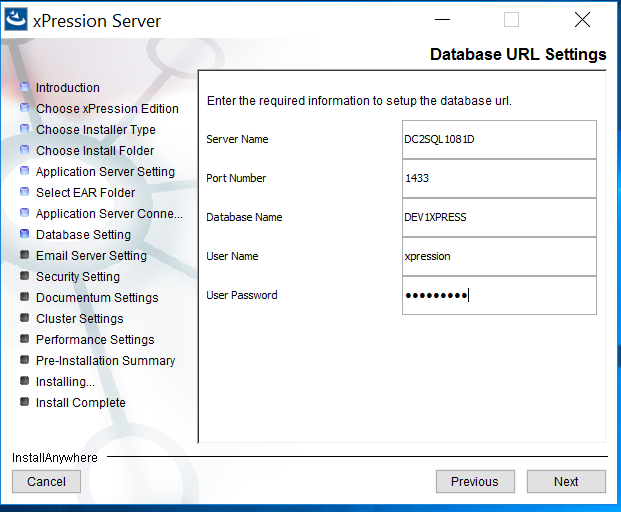 xPression Server
Database URL Settings
Introduction
Choose xPression Edition
Choose Installer Type
Choose Install Folder
Application Server Setting
Select EAR Folder
Application Server Conne...
Database Setting
Email Server Setting
Security Setting
Documentum Settings
Cluster Settings
Performance Settings
Pre-Installation Summary
Installing...
Install Complete
Enter the required information to setup the database url.
Server Name DC2SQL1081D
Port Number 1433
Database Name DEV1XPRESS
User Name xpression
User Password •••••••••
InstallAnywhere
Cancel Previous Next